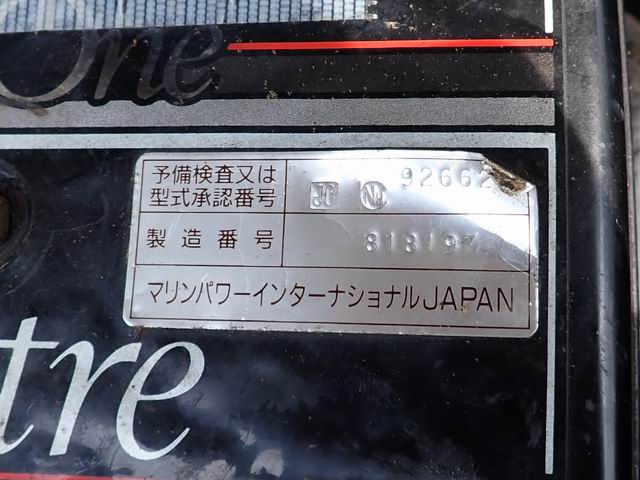 One
予備検査又は
型式承認番号
92662
製造番号
818197
マリンパワーインターナショナルJAPAN
tre